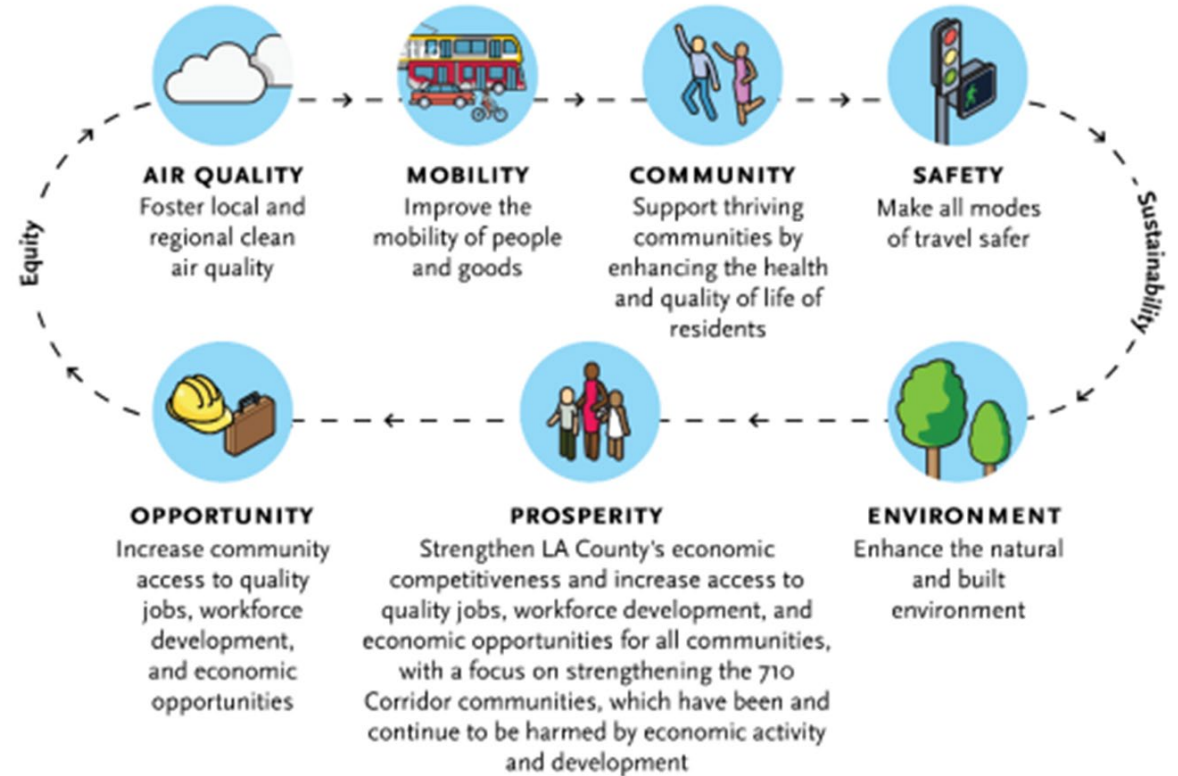 AIR QUALITY
Foster local and
regional clean
air quality
MOBILITY
Improve the
mobility of people
and goods
COMMUNITY
Support thriving
communities by
enhancing the health
and quality of life of
residents
SAFETY
Make all modes
of travel safer
Sustainability
ENVIRONMENT
Enhance the natural
and built
environment
PROSPERITY
Strengthen LA County's economic
competitiveness and increase access to
quality jobs, workforce development, and
economic opportunities for all communities,
with a focus on strengthening the 710
Corridor communities, which have been and
continue to be harmed by economic activity
and development
OPPORTUNITY
Increase community
access to quality
jobs, workforce
development,
and economic
opportunities
Equity